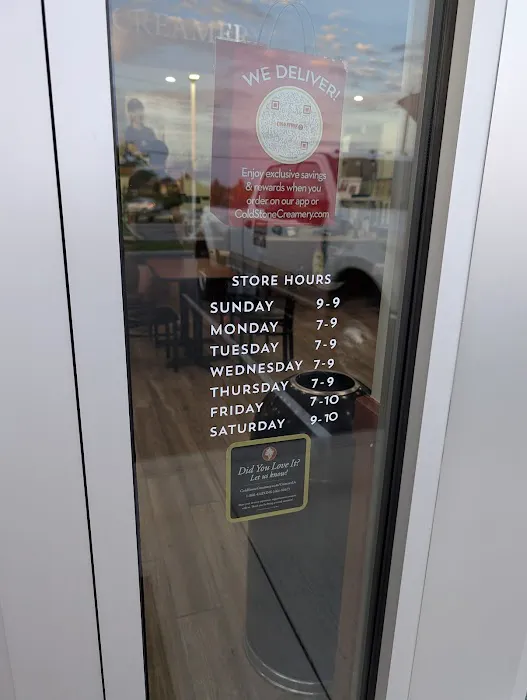 CREAMER
WE DELIVER!
Enjoy exclusive savings
& rewards when you
order on our app or
ColdStoneCreamery.com
STORE HOURS
SUNDAY 9-9
MONDAY 7-9
TUESDAY 7-9
WEDNESDAY 7-9
THURSDAY 7-9
FRIDAY 7-10
SATURDAY 9-10
Did You Love It?
Let us know!